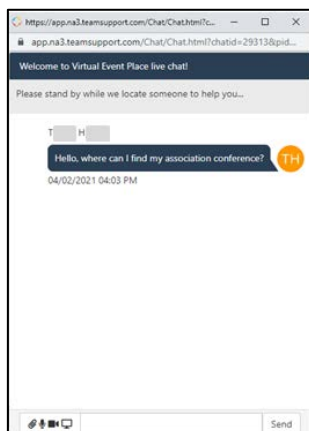 https://app.na3.teamsupport.com/Chat/Chat.html?c...
app.na3.teamsupport.com/Chat/Chat.html?chatid=29313&pid...
Welcome to Virtual Event Place live chat!
Please stand by while we locate someone to help you...
T H
Hello, where can I find my association conference?
TH
04/02/2021 04:03 PM
Send